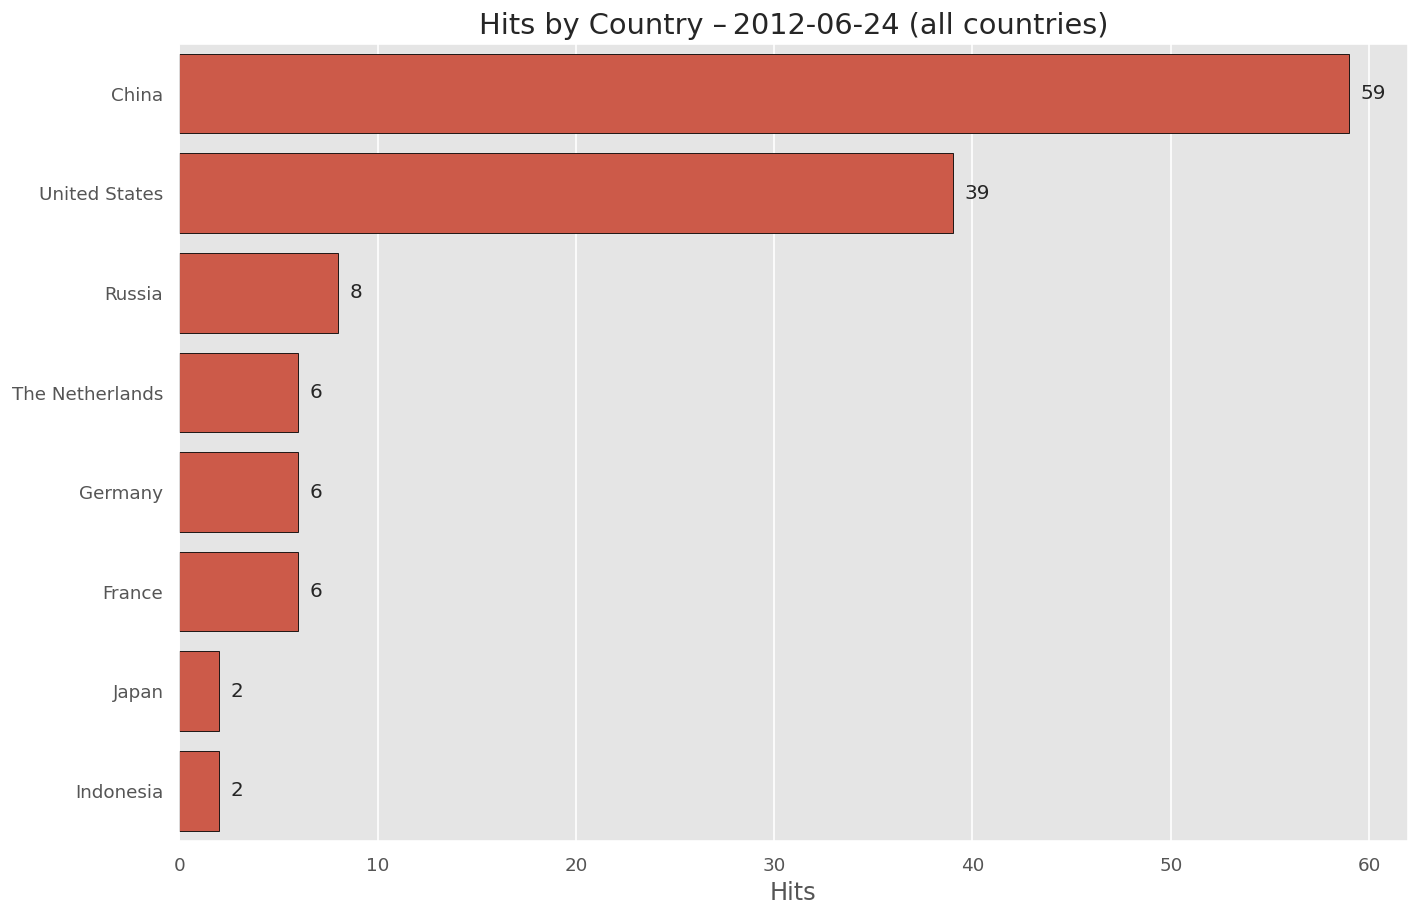 Hits by Country – 2012-06-24 (all countries)
China 59
United States 39
Russia 8
The Netherlands 6
Germany 6
France 6
Japan 2
Indonesia 2
0 10 20 30 40 50 60
Hits